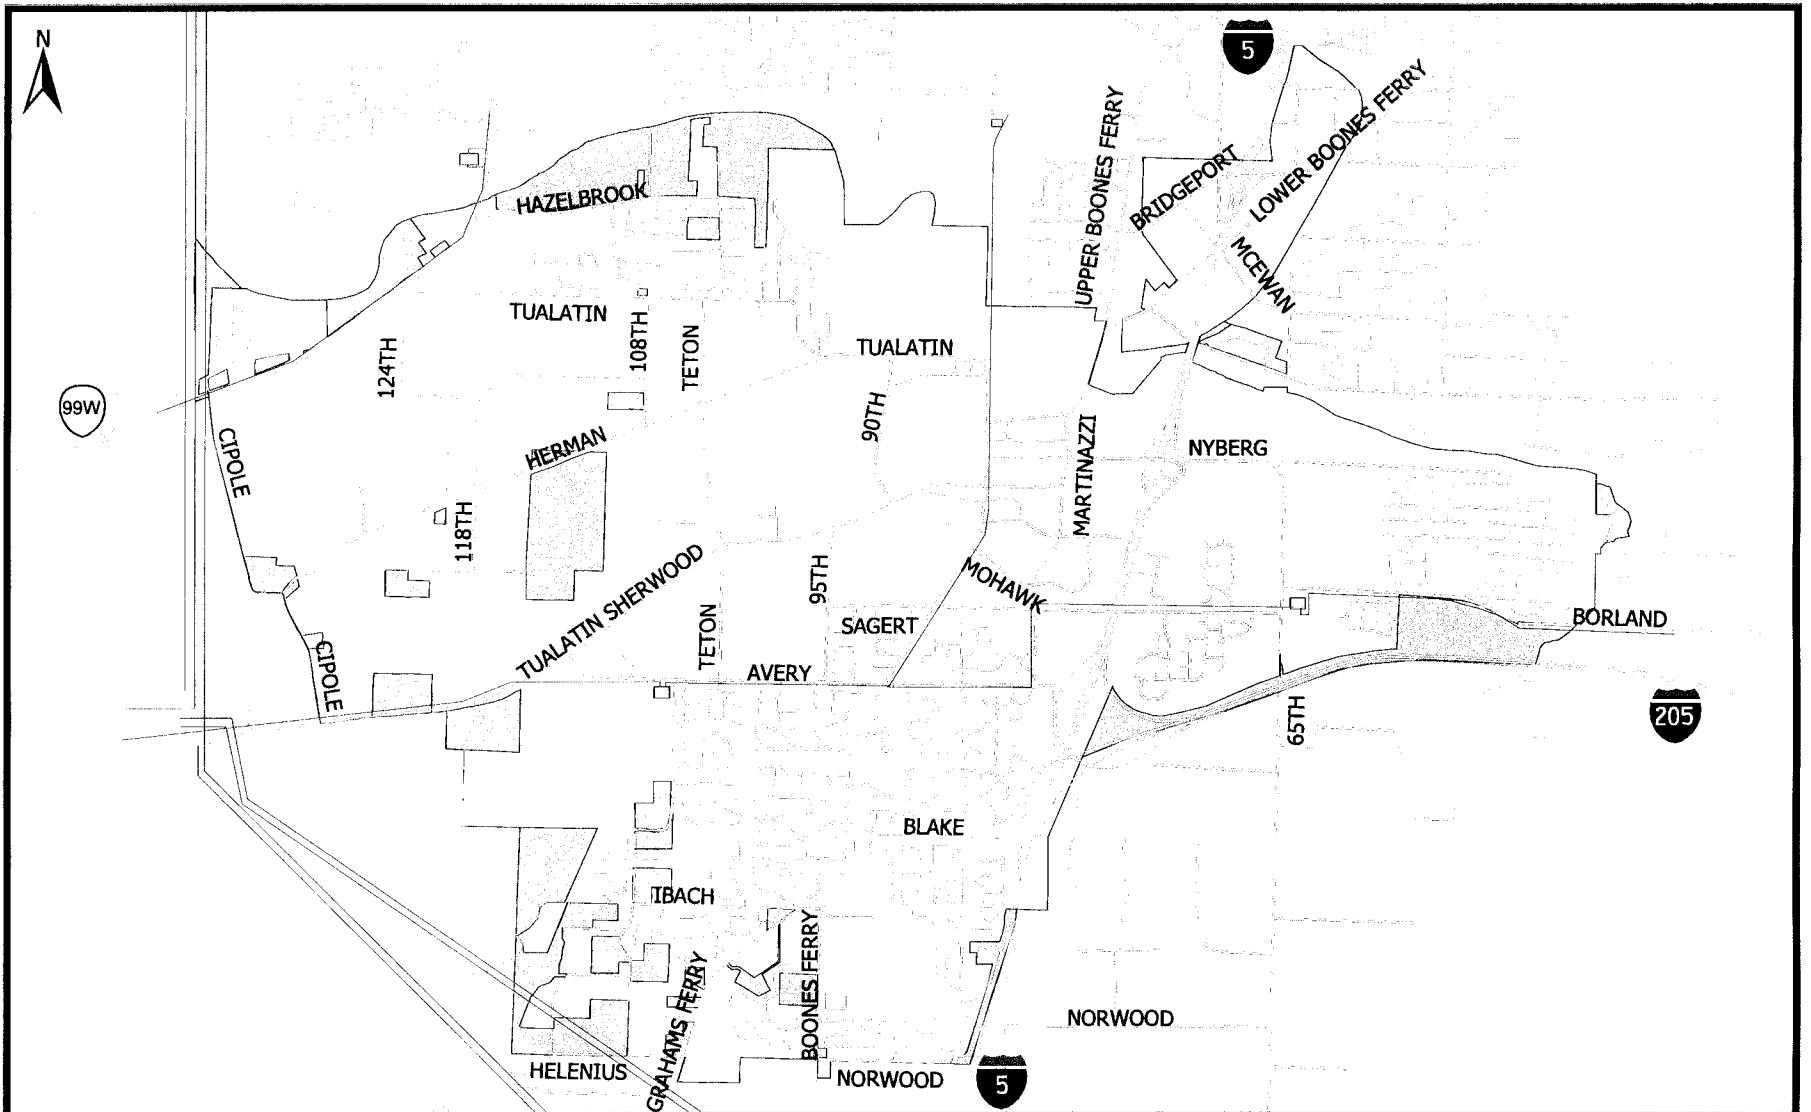 N
5
UPPER BOONES FERRY
BRIDGEPORT
LOWER BOONES FERRY
HAZELBROOK
MCEWAN
TUALATIN
108TH
TETON
124TH
TUALATIN
99W
90TH
CIPOLE
HERMAN
MARTINAZZI
NYBERG
118TH
TUALATIN SHERWOOD
95TH
MOHAWK
TETON
SAGERT
BORLAND
CIPOLE
AVERY
65TH
205
BLAKE
IBACH
GRAHAMS FERRY
BOONES FERRY
NORWOOD
HELENIUS
NORWOOD
5